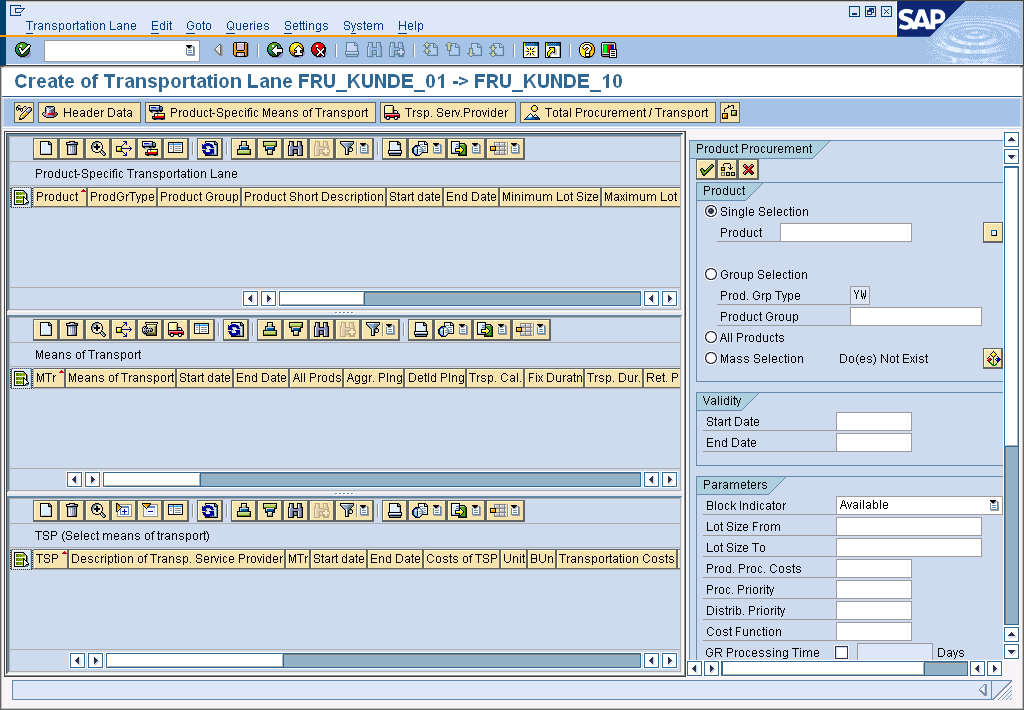 Transportation Lane Edit Goto Queries Settings System Help
SAP
Create of Transportation Lane FRU_KUNDE_01 -> FRU_KUNDE_10
Header Data Product-Specific Means of Transport Trsp. Serv.Provider Total Procurement / Transport
Product-Specific Transportation Lane
Product ProdGrType Product Group Product Short Description Start date End Date Minimum Lot Size Maximum Lot
Means of Transport
MTr Means of Transport Start date End Date All Prods Aggr. Plng Detld Plng Trsp. Cal. Fix Duratn Trsp. Dur. Ret. P
TSP (Select means of transport)
TSP Description of Transp. Service Provider MTr Start date End Date Costs of TSP Unit BUn Transportation Costs
Product Procurement
Product
Single Selection
Product
Group Selection
Prod. Grp Type YW
Product Group
All Products
Mass Selection Do(es) Not Exist
Validity
Start Date
End Date
Parameters
Block Indicator Available
Lot Size From
Lot Size To
Prod. Proc. Costs
Proc. Priority
Distrib. Priority
Cost Function
GR Processing Time Days